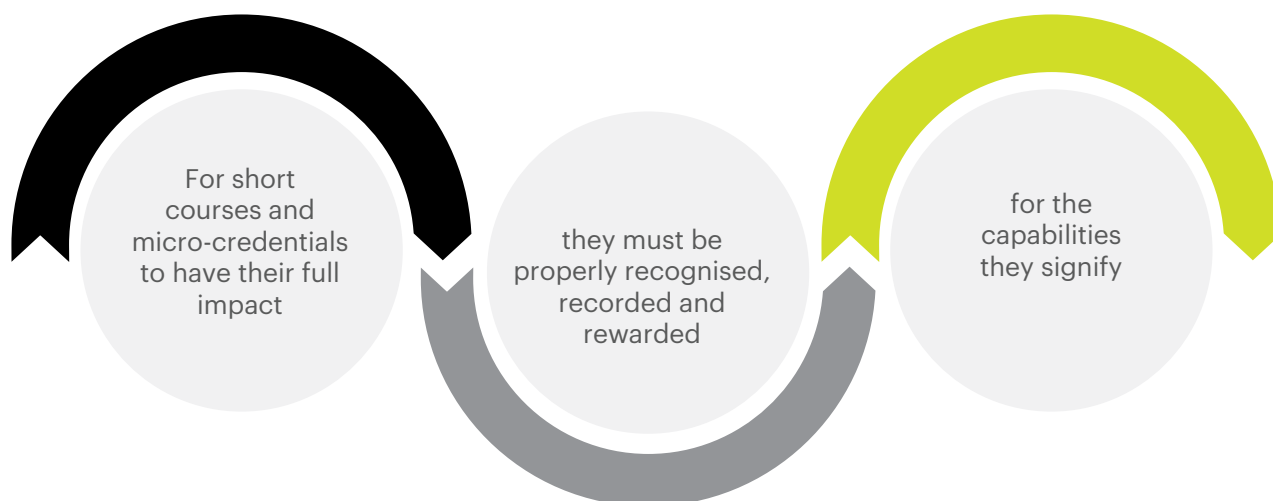 For short
courses and
micro-credentials
to have their full
impact
they must be
properly recognised,
recorded and
rewarded
for the
capabilities
they signify